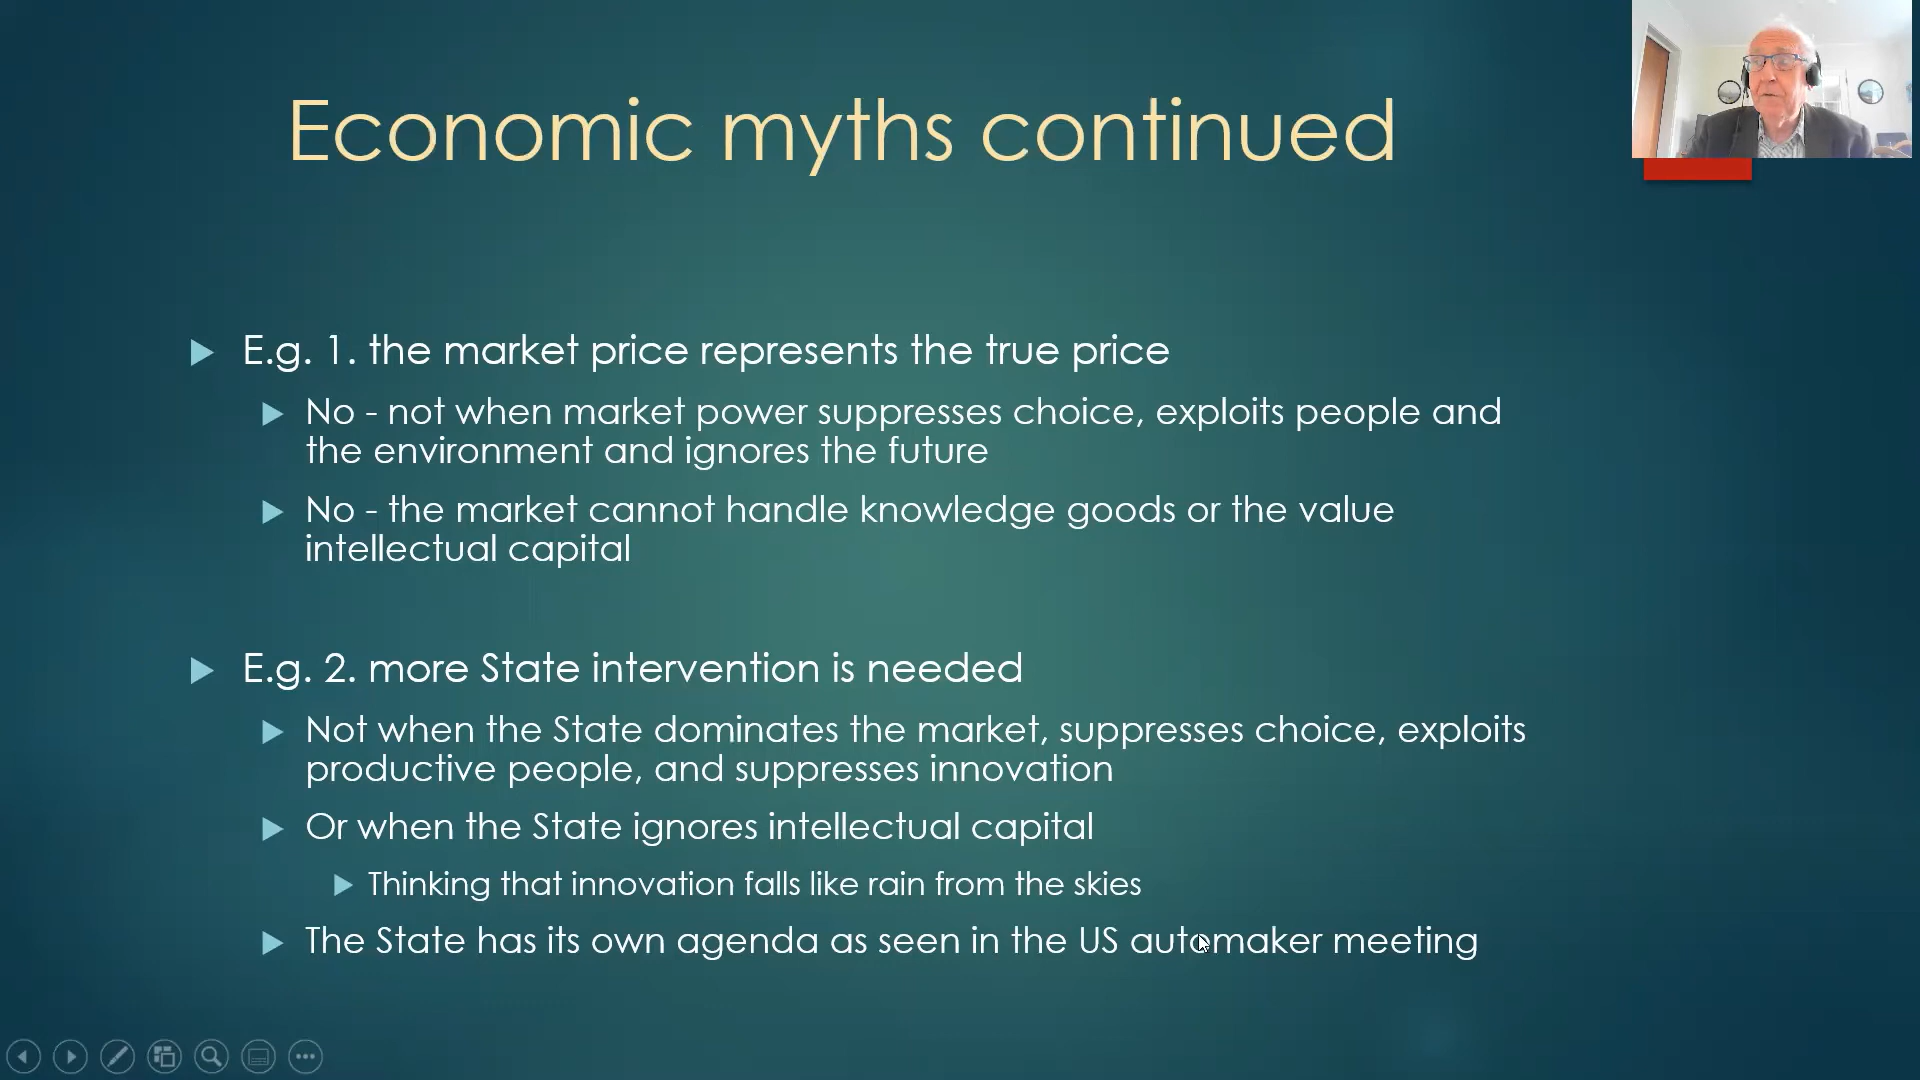 Economic myths continued
E.g. 1. the market price represents the true price
No - not when market power suppresses choice, exploits people and
the environment and ignores the future
No - the market cannot handle knowledge goods or the value
intellectual capital
E.g. 2. more State intervention is needed
Not when the State dominates the market, suppresses choice, exploits
productive people, and suppresses innovation
Or when the State ignores intellectual capital
Thinking that innovation falls like rain from the skies
The State has its own agenda as seen in the US automaker meeting